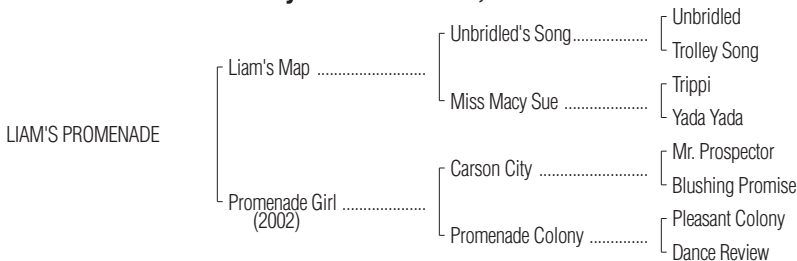 Unbridled
Unbridled's Song.................
Trolley Song
Liam's Map ..........................
Trippi
Miss Macy Sue ....................
Yada Yada
LIAM'S PROMENADE
Mr. Prospector
Carson City ..........................
Blushing Promise
Promenade Girl ....................
(2002)
Pleasant Colony
Promenade Colony ..............
Dance Review